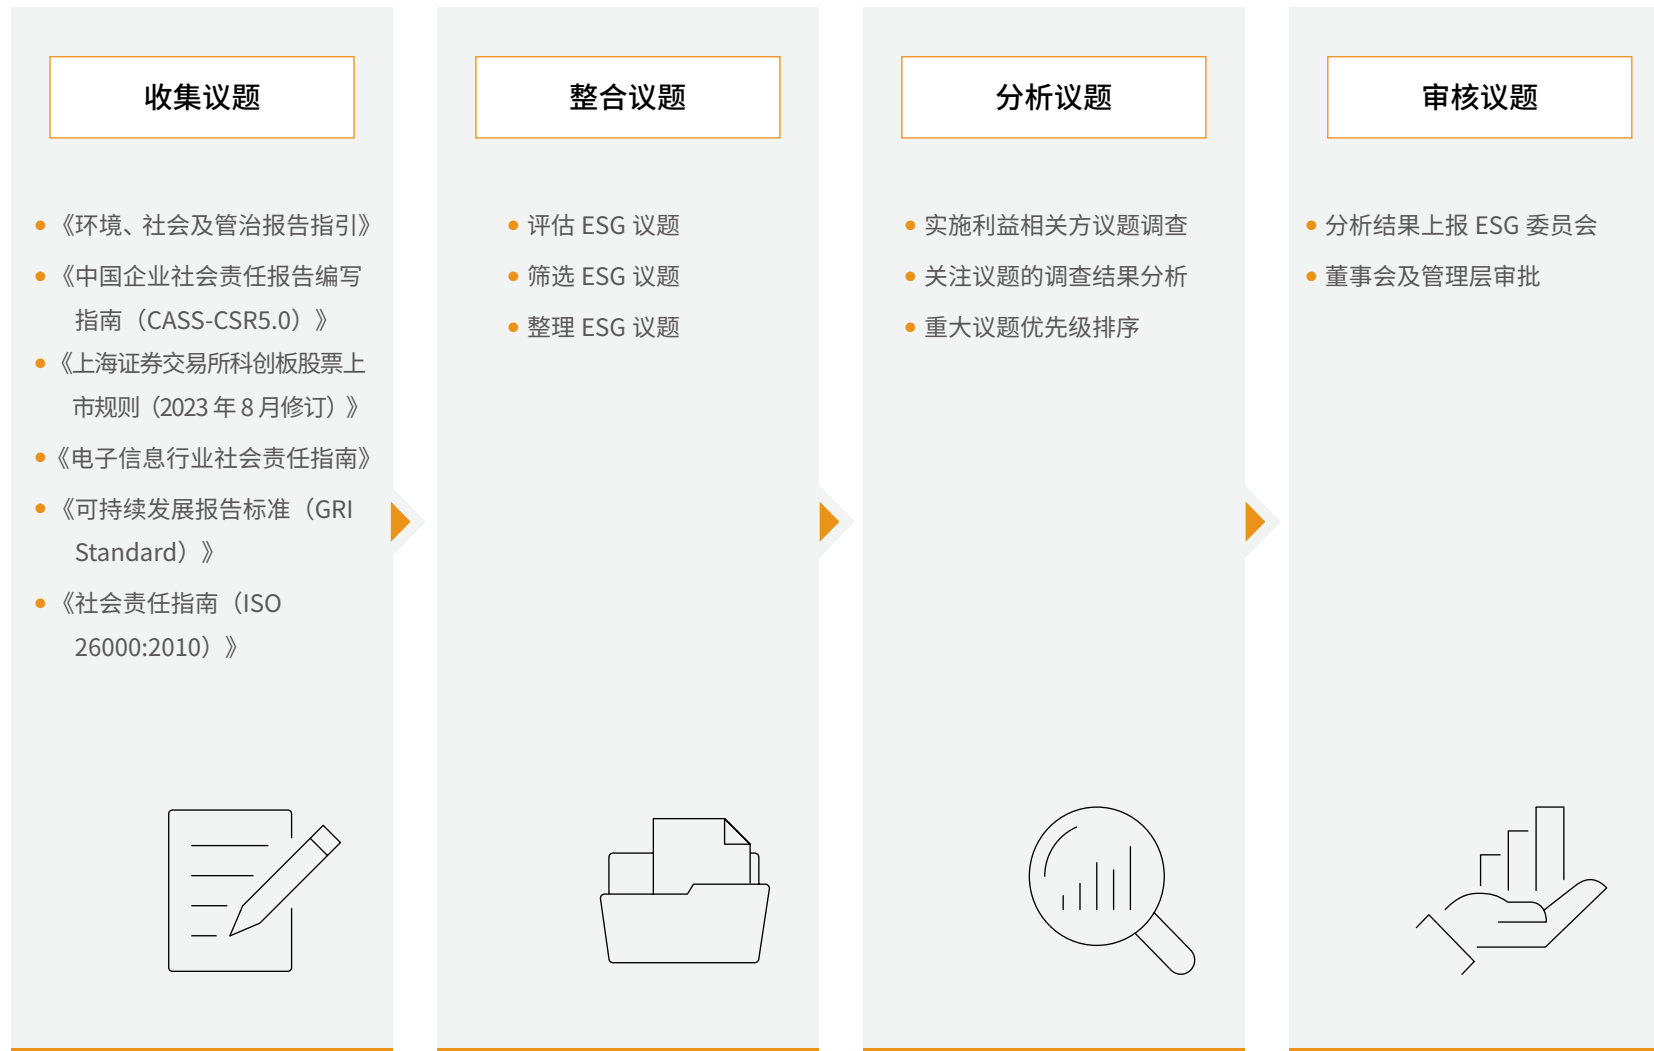 收集议题
《环境、社会及管治报告指引》
《中国企业社会责任报告编写
指南（CASS-CSR5.0）》
《上海证券交易所科创板股票上
市规则（2023 年 8 月修订）》
《电子信息行业社会责任指南》
《可持续发展报告标准（GRI
Standard）》
《社会责任指南（ISO
26000:2010）》
整合议题
评估 ESG 议题
筛选 ESG 议题
整理 ESG 议题
分析议题
实施利益相关方议题调查
关注议题的调查结果分析
重大议题优先级排序
审核议题
分析结果上报 ESG 委员会
董事会及管理层审批